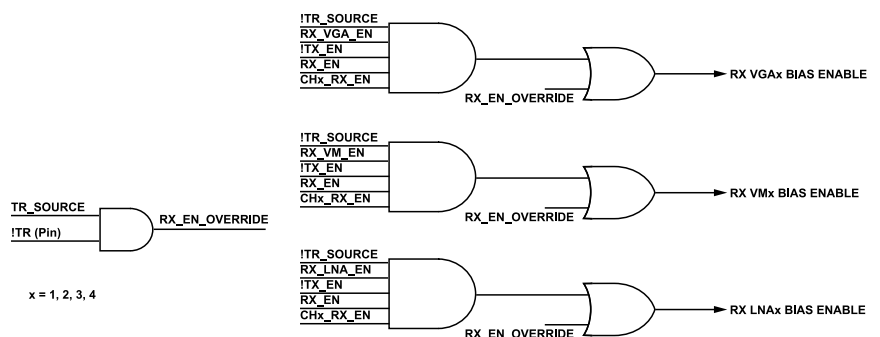 !TR_SOURCE
RX_VGA_EN
!TX_EN
RX_EN
CHx_RX_EN
RX_EN_OVERRIDE
RX VGAx BIAS ENABLE
!TR_SOURCE
RX_VM_EN
!TX_EN
RX_EN
CHx_RX_EN
RX_EN_OVERRIDE
RX VMx BIAS ENABLE
TR_SOURCE
!TR (Pin)
RX_EN_OVERRIDE
x = 1, 2, 3, 4
!TR_SOURCE
RX_LNA_EN
!TX_EN
RX_EN
CHx_RX_EN
RX_EN_OVERRIDE
RX LNAx BIAS ENABLE